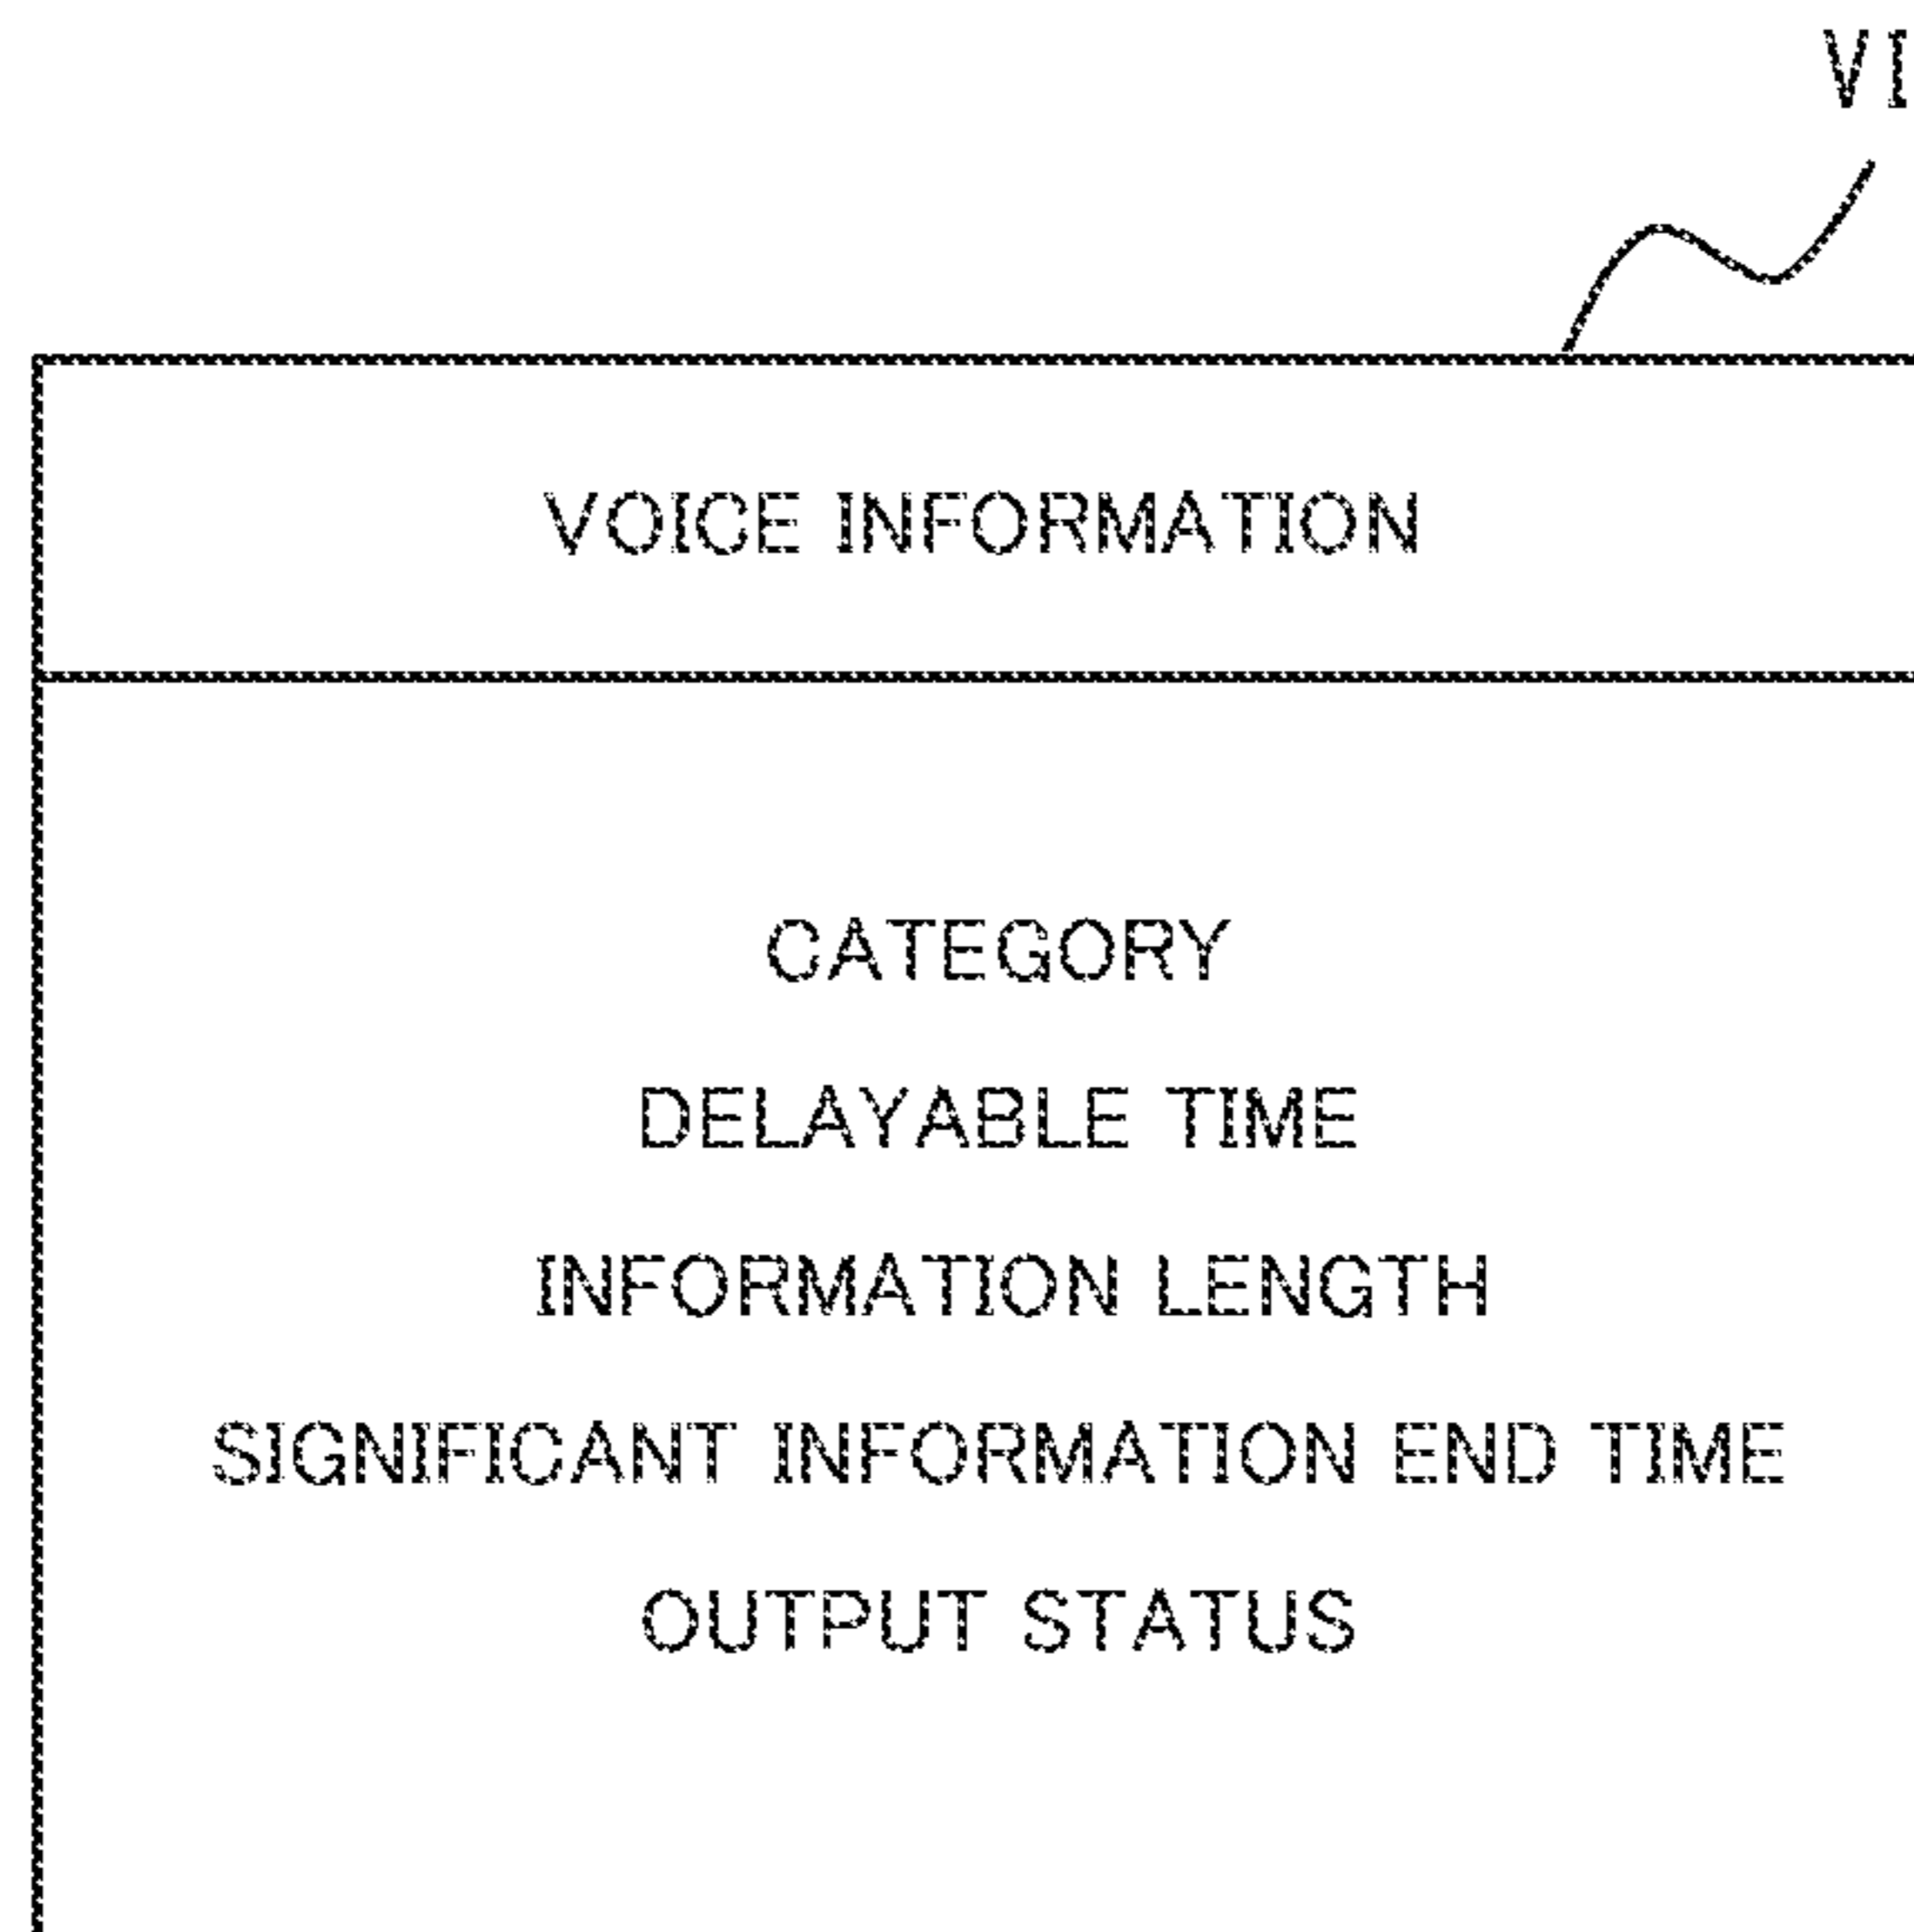 VI
VOICE INFORMATION
CATEGORY
DELAYABLE TIME
INFORMATION LENGTH
SIGNIFICANT INFORMATION END TIME
OUTPUT STATUS